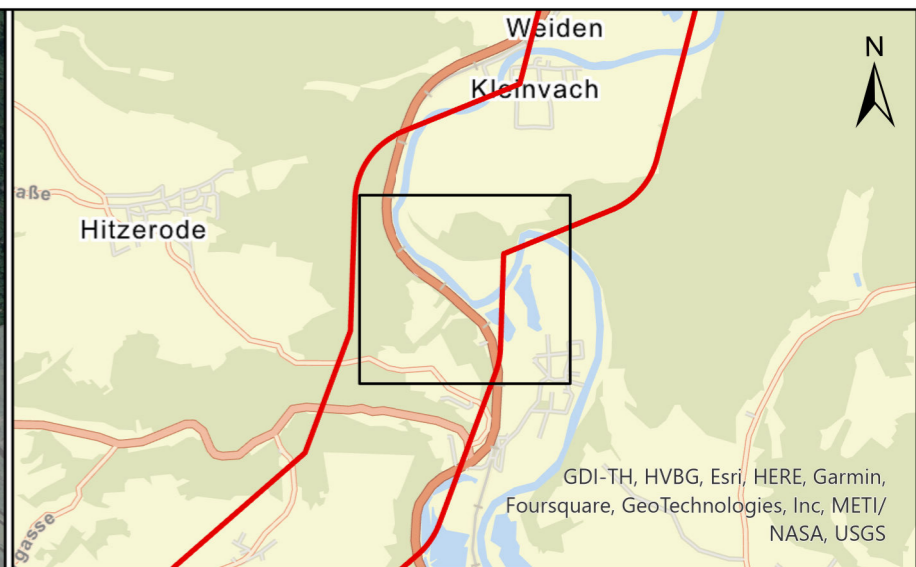 Weiden
N
Kleinvach
aße
Hitzerode
GDI-TH, HVBG, Esri, HERE, Garmin,
Foursquare, GeoTechnologies, Inc, METI/
NASA, USGS
gasse